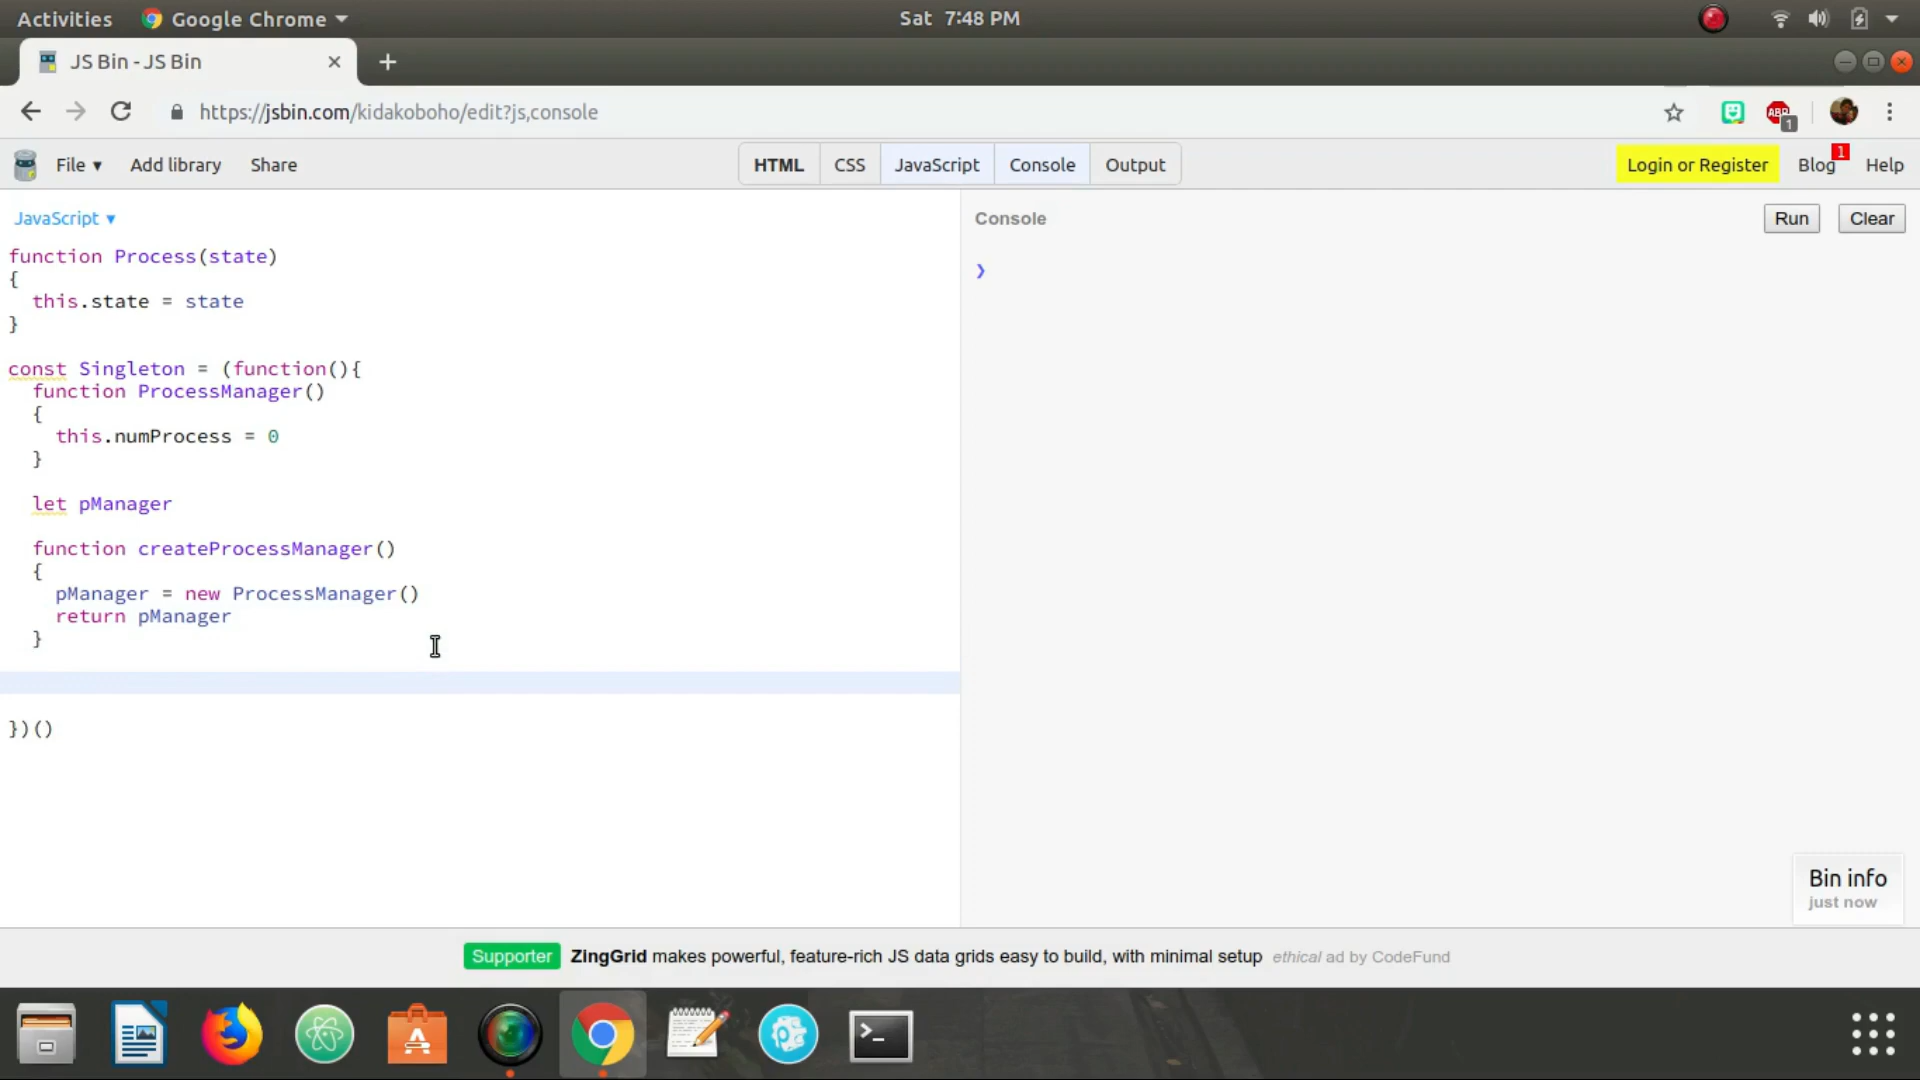 Activities Google Chrome Sat 7:48 PM
JS Bin - JS Bin
https://jsbin.com/kidakoboho/edit?js,console ABP 1
File Add library Share HTML CSS JavaScript Console Output Login or Register Blog 1 Help
JavaScript Console Run Clear
function Process(state)
{
this.state = state
}
const Singleton = (function(){
function ProcessManager()
{
this.numProcess = 0
}
let pManager
function createProcessManager()
{
pManager = new ProcessManager()
return pManager
}
})()
Bin info
just now
Supporter ZingGrid makes powerful, feature-rich JS data grids easy to build, with minimal setup ethical ad by CodeFund